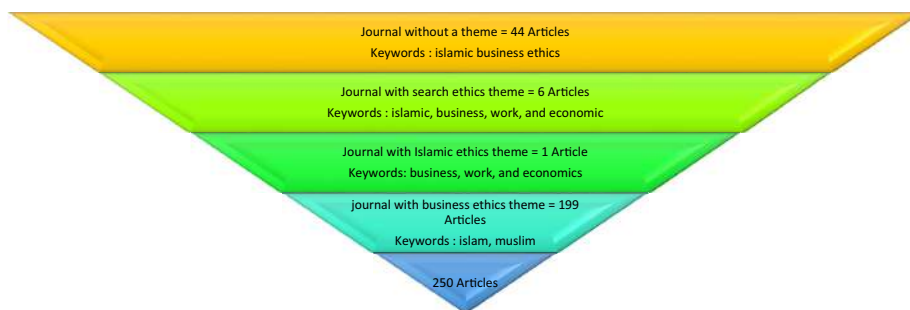 Journal without a theme = 44 Articles
Keywords : islamic business ethics
Journal with search ethics theme = 6 Articles
Keywords : islamic, business, work, and economic
Journal with Islamic ethics theme = 1 Article
Keywords: business, work, and economics
journal with business ethics theme = 199
Articles
Keywords : islam, muslim
250 Articles